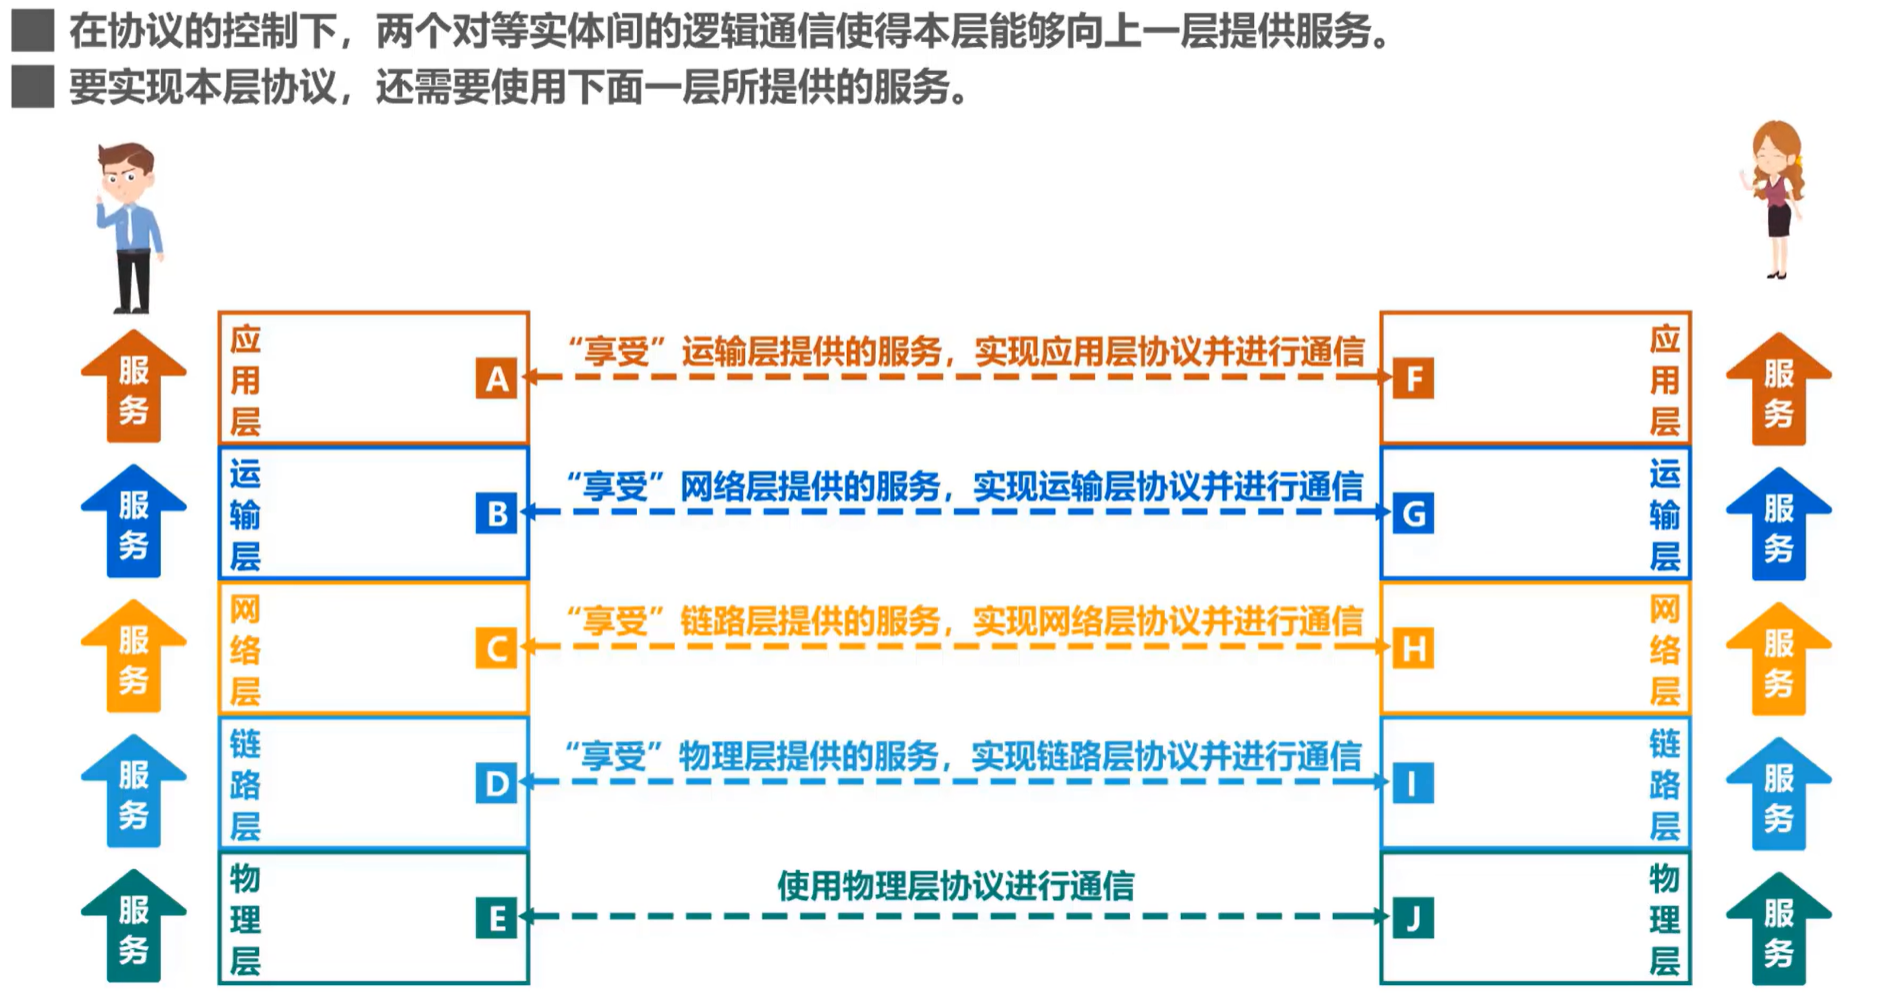 在协议的控制下，两个对等实体间的逻辑通信使得本层能够向上一层提供服务。
要实现本层协议，还需要使用下面一层所提供的服务。
服务
应用层
A
“享受”运输层提供的服务，实现应用层协议并进行通信
F
应用层
服务
服务
运输层
B
“享受”网络层提供的服务，实现运输层协议并进行通信
G
运输层
服务
服务
网络层
C
“享受”链路层提供的服务，实现网络层协议并进行通信
H
网络层
服务
服务
链路层
D
“享受”物理层提供的服务，实现链路层协议并进行通信
I
链路层
服务
服务
物理层
E
使用物理层协议进行通信
J
物理层
服务